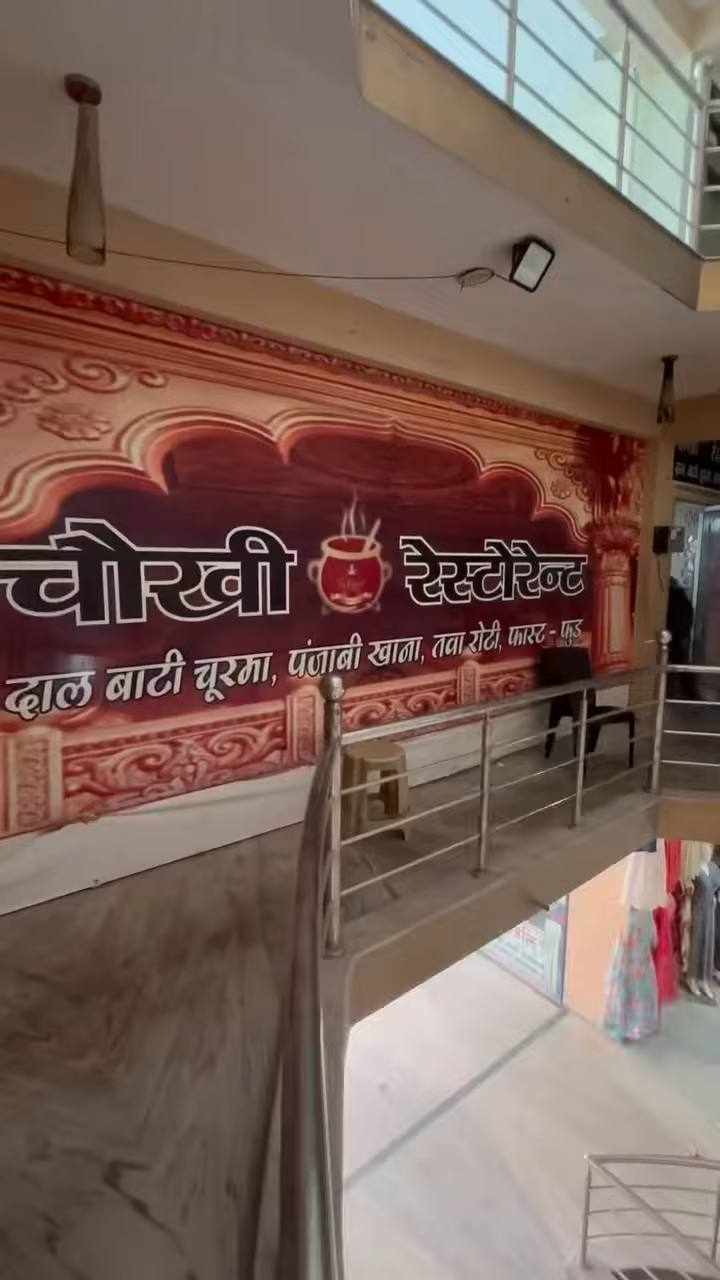 चौखी रेस्टोरेन्ट
दाल बाटी चूरमा, पंजाबी खाना, तवा रोटी, फास्ट - फुड